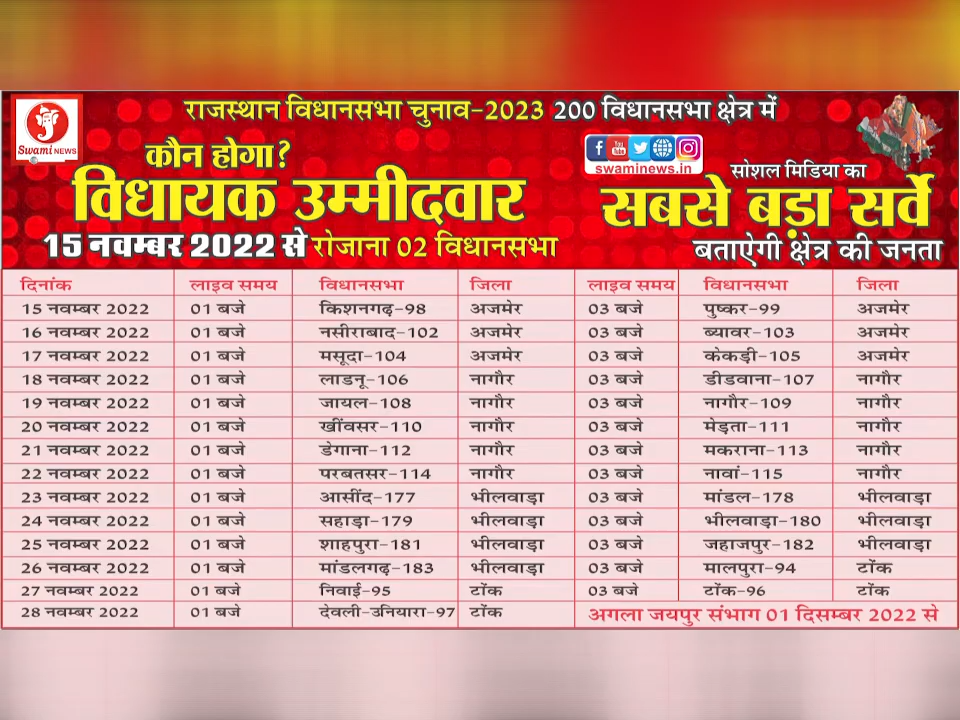 राजस्थान विधानसभा चुनाव-2023 200 विधानसभा क्षेत्र में
Swami NEWS
कौन होगा?
विधायक उम्मीदवार
15 नवम्बर 2022 से रोजाना 02 विधानसभा
You Tube
swaminews.in
सोशल मिडिया का
सबसे बड़ा सर्वे
बताऐगी क्षेत्र की जनता
दिनांक लाइव समय विधानसभा जिला लाइव समय विधानसभा जिला
15 नवम्बर 2022 01 बजे किशनगढ़-98 अजमेर 03 बजे पुष्कर-99 अजमेर
16 नवम्बर 2022 01 बजे नसीराबाद-102 अजमेर 03 बजे ब्यावर-103 अजमेर
17 नवम्बर 2022 01 बजे मसूदा-104 अजमेर 03 बजे केकड़ी-105 अजमेर
18 नवम्बर 2022 01 बजे लाडनू-106 नागौर 03 बजे डीडवाना-107 नागौर
19 नवम्बर 2022 01 बजे जायल-108 नागौर 03 बजे नागौर-109 नागौर
20 नवम्बर 2022 01 बजे खींवसर-110 नागौर 03 बजे मेड़ता-111 नागौर
21 नवम्बर 2022 01 बजे डेगाना-112 नागौर 03 बजे मकराना-113 नागौर
22 नवम्बर 2022 01 बजे परबतसर-114 नागौर 03 बजे नावां-115 नागौर
23 नवम्बर 2022 01 बजे आसींद-177 भीलवाड़ा 03 बजे मांडल-178 भीलवाड़ा
24 नवम्बर 2022 01 बजे सहाड़ा-179 भीलवाड़ा 03 बजे भीलवाड़ा-180 भीलवाड़ा
25 नवम्बर 2022 01 बजे शाहपुरा-181 भीलवाड़ा 03 बजे जहाजपुर-182 भीलवाड़ा
26 नवम्बर 2022 01 बजे मांडलगढ़-183 भीलवाड़ा 03 बजे मालपुरा-94 टोंक
27 नवम्बर 2022 01 बजे निवाई-95 टोंक 03 बजे टोंक-96 टोंक
28 नवम्बर 2022 01 बजे देवली-उनियारा-97 टोंक अगला जयपुर संभाग 01 दिसम्बर 2022 से